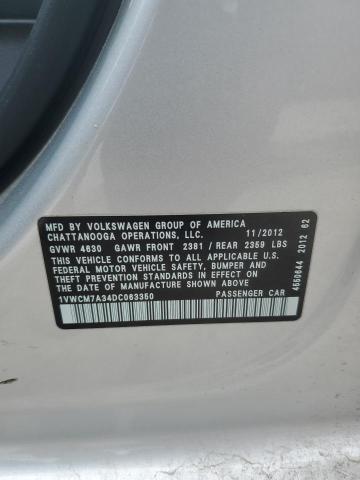 MFD BY VOLKSWAGEN GROUP OF AMERICA
CHATTANOOGA OPERATIONS, LLC. 11/2012
GVWR 4630 GAWR FRONT 2381 / REAR 2359 LBS
THIS VEHICLE CONFORMS TO ALL APPLICABLE U.S.
FEDERAL MOTOR VEHICLE SAFETY, BUMPER AND
THEFT PREVENTION STANDARDS IN EFFECT ON
THE DATE OF MANUFACTURE SHOWN ABOVE
1VWCM7A34DC063350 PASSENGER CAR
4550644 2012 62